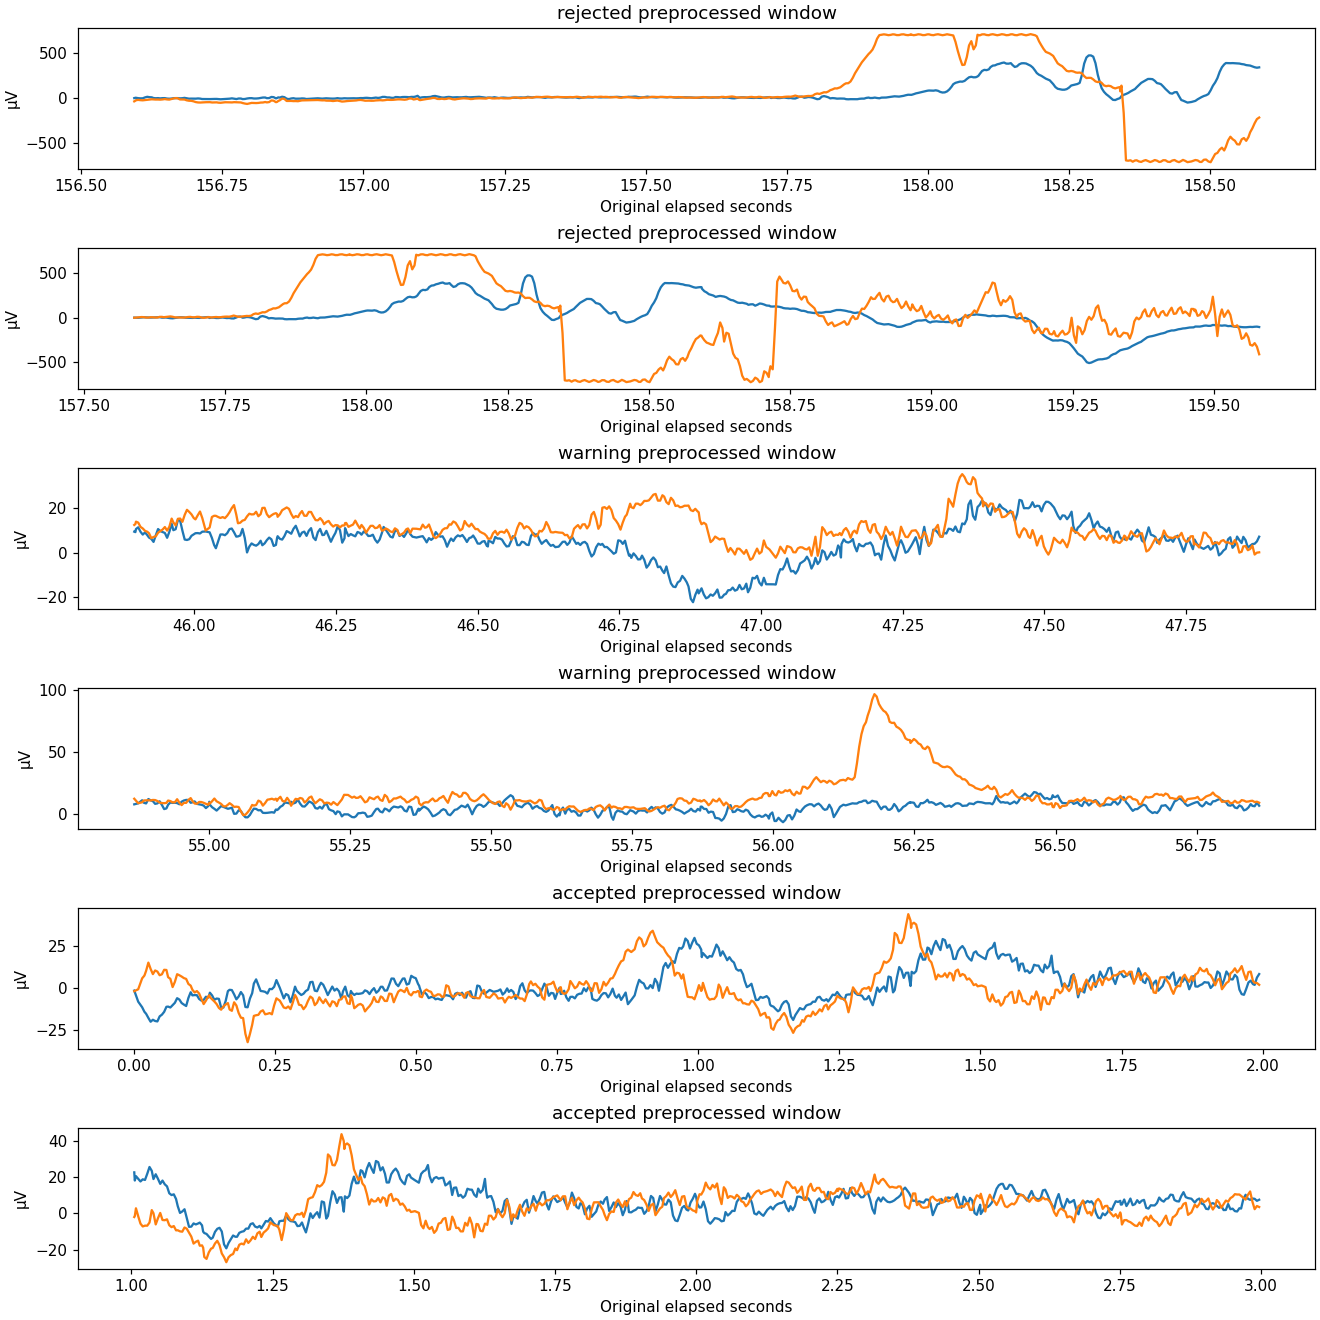 rejected preprocessed window
500
0
−500
µV
156.50 156.75 157.00 157.25 157.50 157.75 158.00 158.25 158.50
Original elapsed seconds
rejected preprocessed window
500
0
−500
µV
157.50 157.75 158.00 158.25 158.50 158.75 159.00 159.25 159.50
Original elapsed seconds
warning preprocessed window
20
0
−20
µV
46.00 46.25 46.50 46.75 47.00 47.25 47.50 47.75
Original elapsed seconds
warning preprocessed window
100
50
0
µV
55.00 55.25 55.50 55.75 56.00 56.25 56.50 56.75
Original elapsed seconds
accepted preprocessed window
25
0
−25
µV
0.00 0.25 0.50 0.75 1.00 1.25 1.50 1.75 2.00
Original elapsed seconds
accepted preprocessed window
40
20
0
−20
µV
1.00 1.25 1.50 1.75 2.00 2.25 2.50 2.75 3.00
Original elapsed seconds